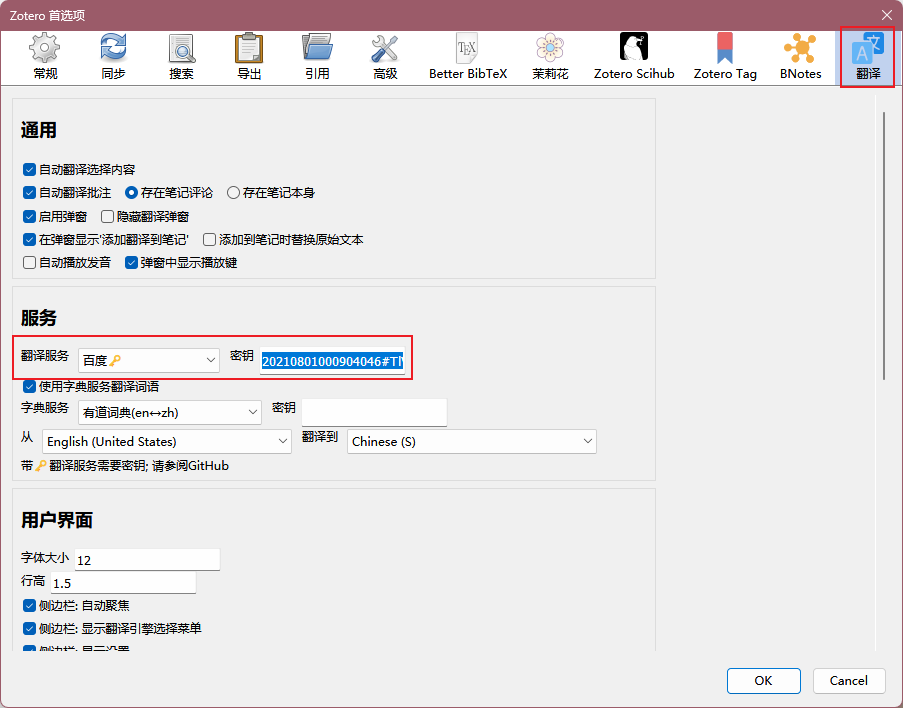 Zotero 首选项
常规 同步 搜索 导出 引用 高级 Better BibTeX 茉莉花 Zotero Scihub Zotero Tag BNotes 翻译
通用
自动翻译选择内容
自动翻译批注 存在笔记评论 存在笔记本身
启用弹窗 隐藏翻译弹窗
在弹窗显示'添加翻译到笔记' 添加到笔记时替换原始文本
自动播放发音 弹窗中显示播放键
服务
翻译服务 百度🔑 密钥 20210801000904046#T
使用字典服务翻译词语
字典服务 有道词典(en↔zh) 密钥
从 English (United States) 翻译到 Chinese (S)
带🔑翻译服务需要密钥; 请参阅GitHub
用户界面
字体大小 12
行高 1.5
侧边栏: 自动聚焦
侧边栏: 显示翻译引擎选择菜单
侧边栏: 显示设置
OK Cancel